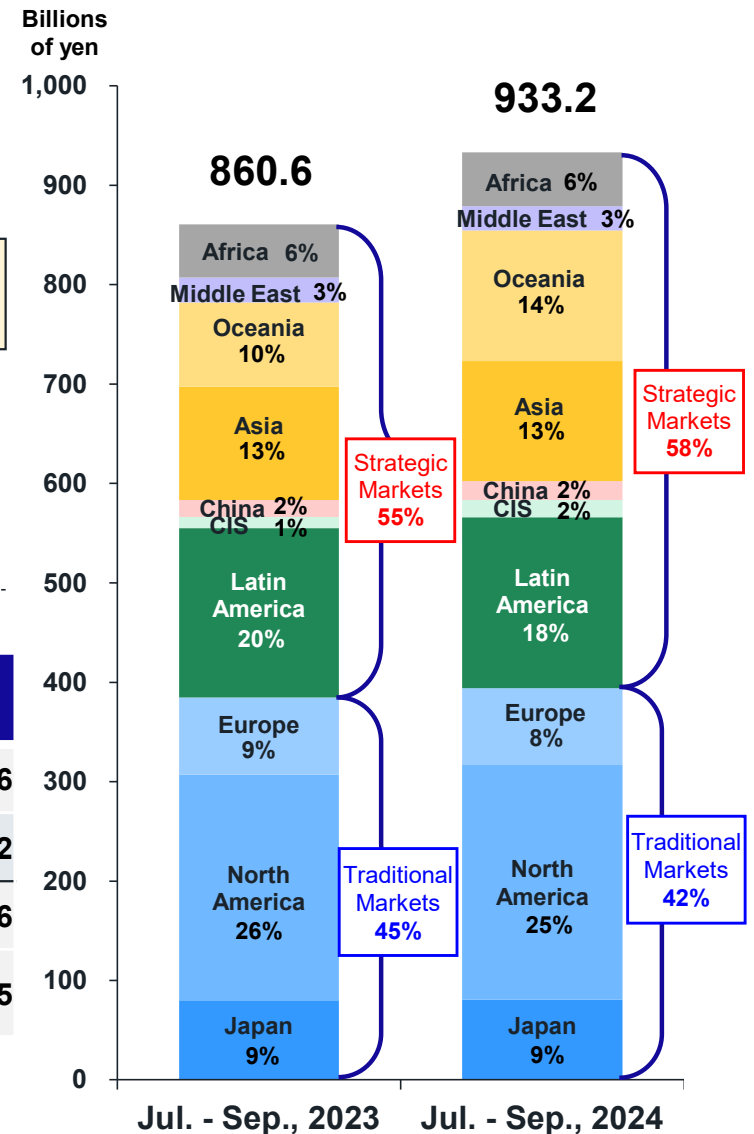 Billions
of yen
1,000
900
800
700
600
500
400
300
200
100
0
860.6
Africa 6%
Middle East 3%
Oceania
10%
Asia
13%
China 2%
CIS 1%
Latin
America
20%
Europe
9%
North
America
26%
Japan
9%
Strategic
Markets
55%
Traditional
Markets
45%
Jul. - Sep., 2023
933.2
Africa 6%
Middle East 3%
Oceania
14%
Asia
13%
China 2%
CIS 2%
Latin
America
18%
Europe
8%
North
America
25%
Japan
9%
Strategic
Markets
58%
Traditional
Markets
42%
Jul. - Sep., 2024
6
2
6
5